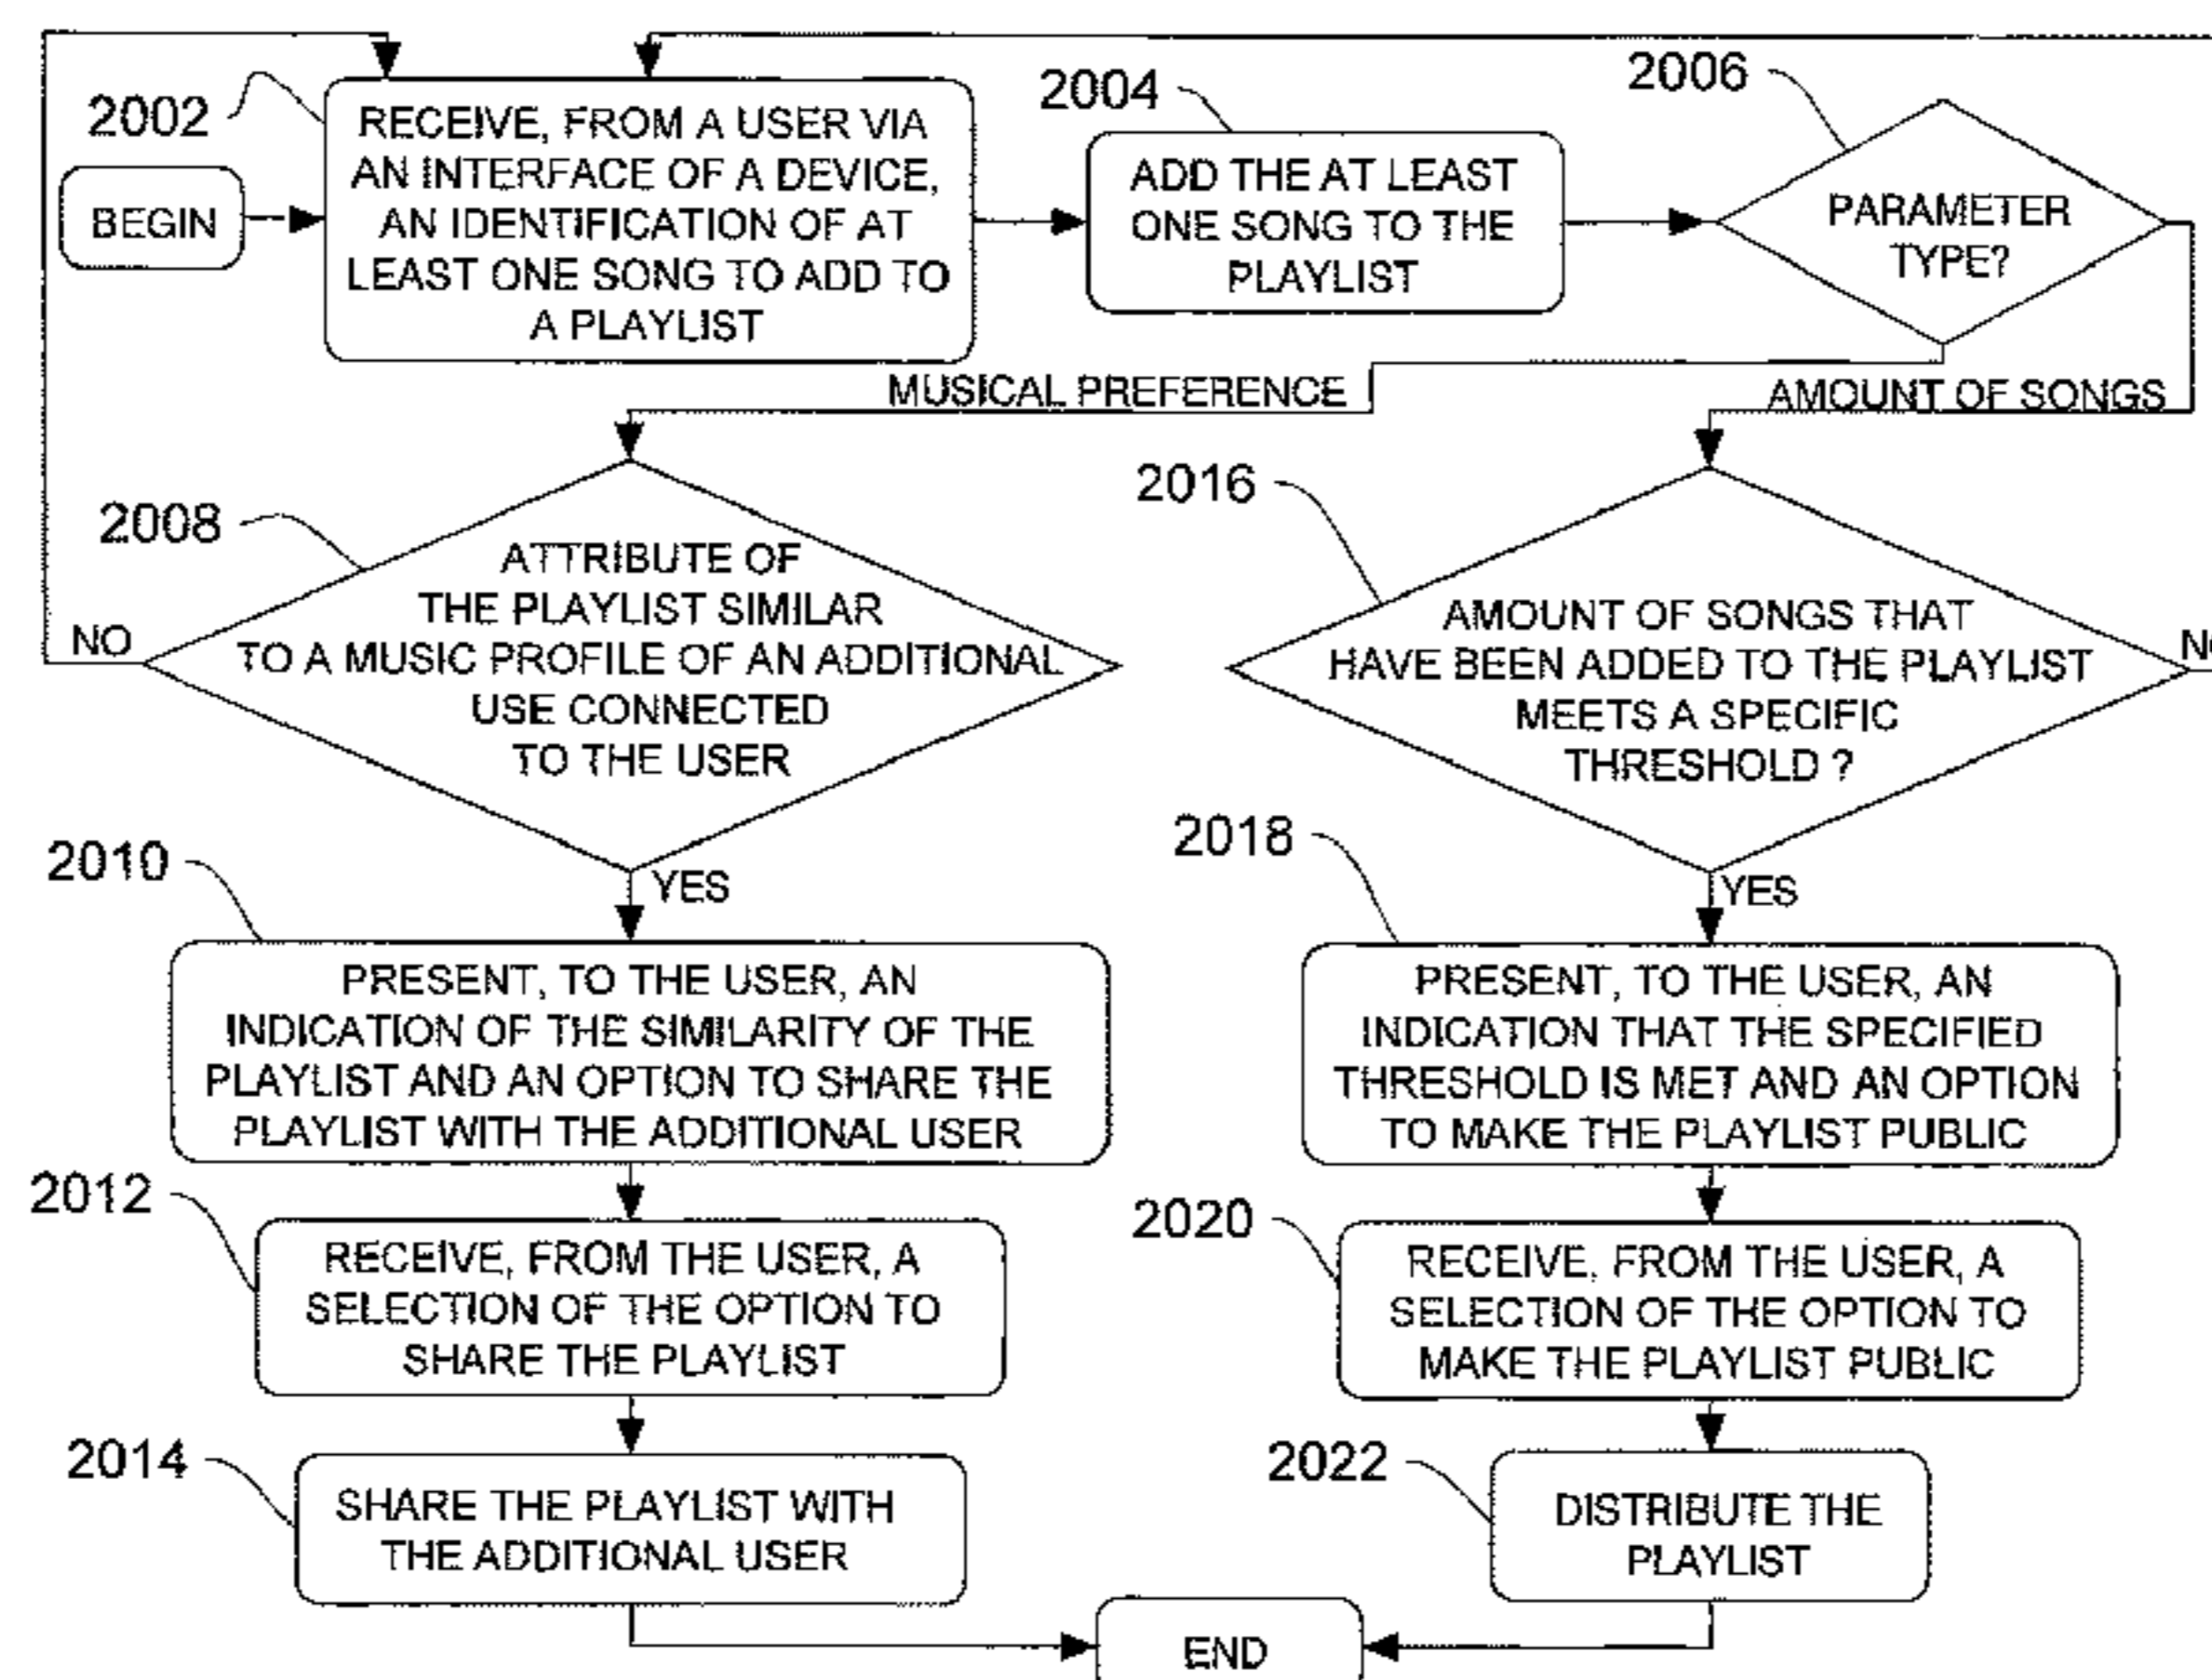 2002
RECEIVE, FROM A USER VIA
AN INTERFACE OF A DEVICE,
AN IDENTIFICATION OF AT
LEAST ONE SONG TO ADD TO
A PLAYLIST
BEGIN
2004
ADD THE AT LEAST
ONE SONG TO THE
PLAYLIST
2006
PARAMETER
TYPE?
MUSICAL PREFERENCE
AMOUNT OF SONGS
2008
ATTRIBUTE OF
THE PLAYLIST SIMILAR
TO A MUSIC PROFILE OF AN ADDITIONAL
USE CONNECTED
TO THE USER
NO
YES
2016
AMOUNT OF SONGS THAT
HAVE BEEN ADDED TO THE PLAYLIST
MEETS A SPECIFIC
THRESHOLD ?
YES
2010
PRESENT, TO THE USER, AN
INDICATION OF THE SIMILARITY OF THE
PLAYLIST AND AN OPTION TO SHARE THE
PLAYLIST WITH THE ADDITIONAL USER
2018
PRESENT, TO THE USER, AN
INDICATION THAT THE SPECIFIED
THRESHOLD IS MET AND AN OPTION
TO MAKE THE PLAYLIST PUBLIC
2012
RECEIVE, FROM THE USER, A
SELECTION OF THE OPTION TO
SHARE THE PLAYLIST
2020
RECEIVE, FROM THE USER, A
SELECTION OF THE OPTION TO
MAKE THE PLAYLIST PUBLIC
2014
SHARE THE PLAYLIST WITH
THE ADDITIONAL USER
2022
DISTRIBUTE THE
PLAYLIST
END